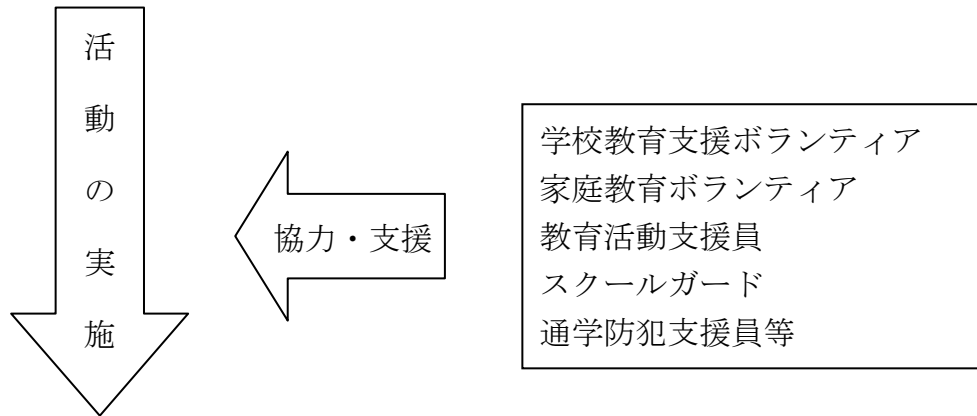 活動の実施
協力・支援
学校教育支援ボランティア
家庭教育ボランティア
教育活動支援員
スクールガード
通学防犯支援員等